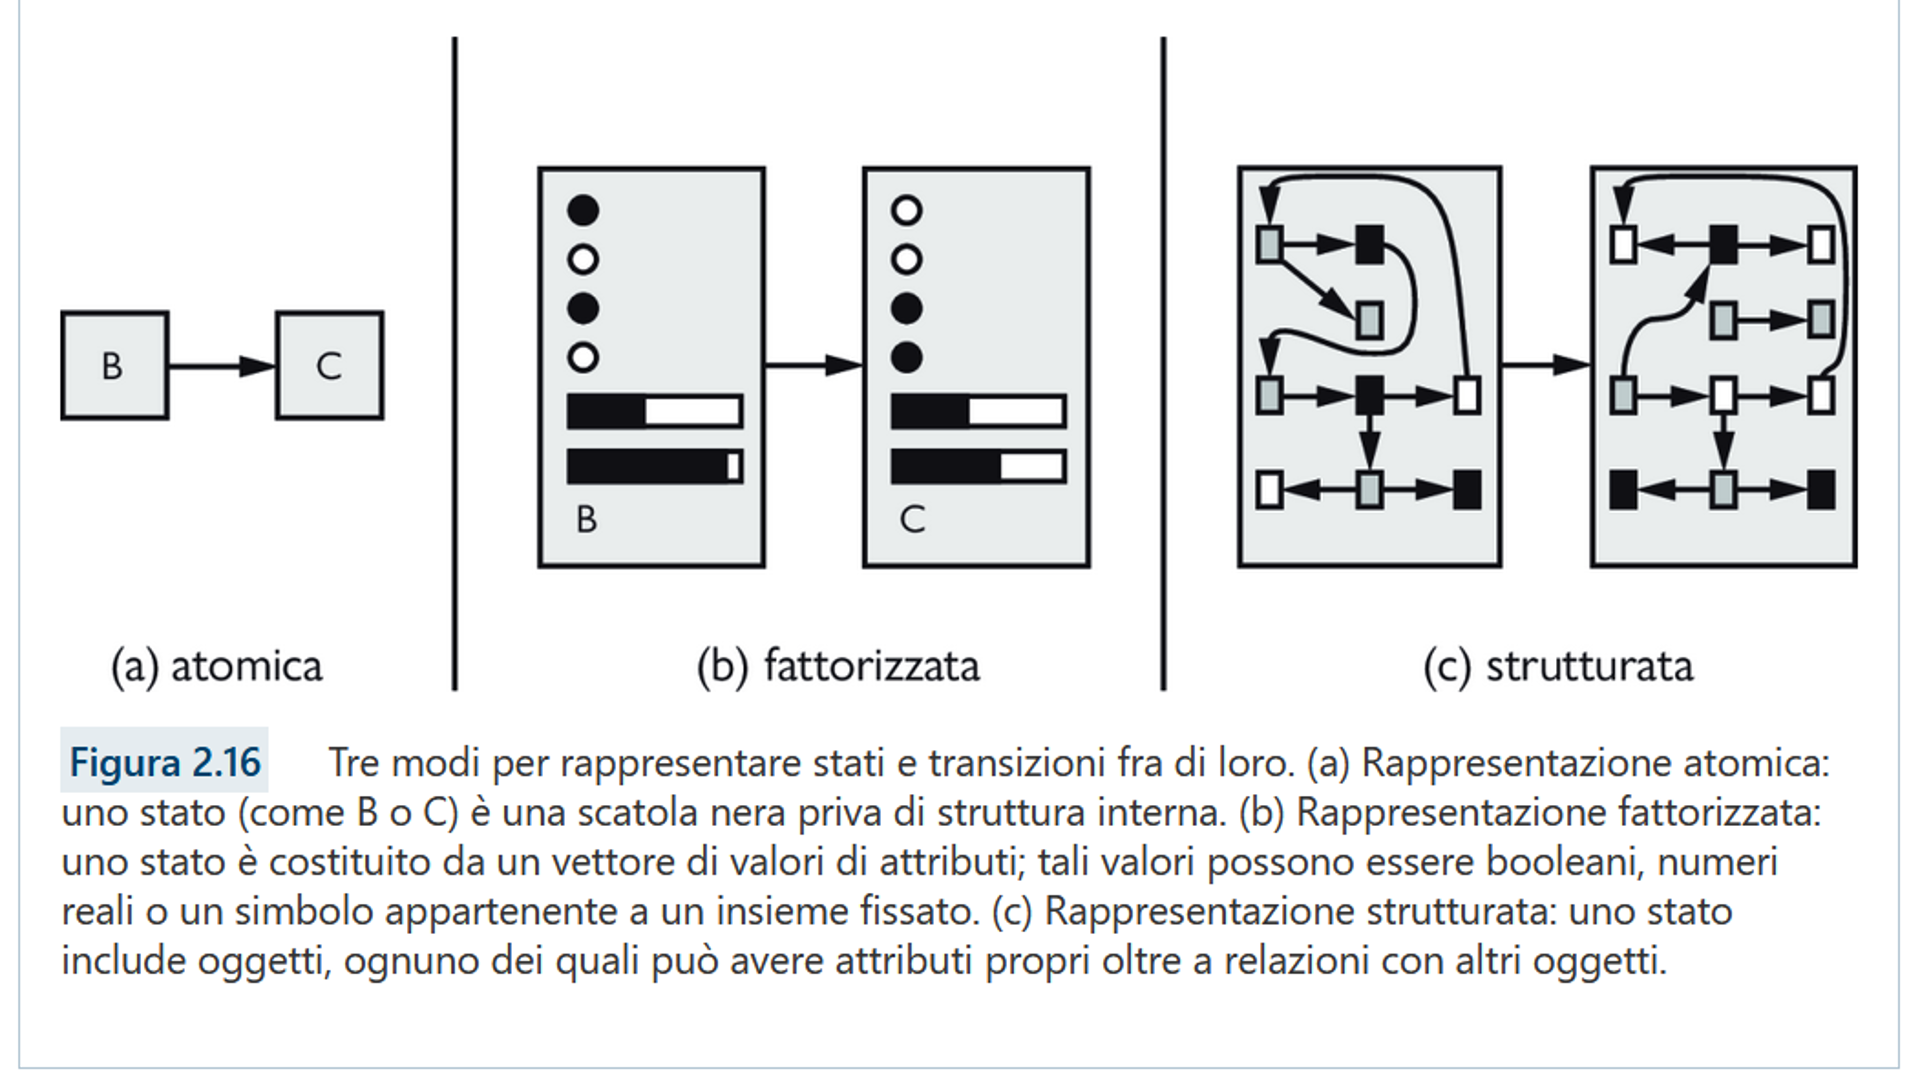 B
C
B
C
(a) atomica
(b) fattorizzata
(c) strutturata
Figura 2.16 Tre modi per rappresentare stati e transizioni fra di loro. (a) Rappresentazione atomica:
uno stato (come B o C) è una scatola nera priva di struttura interna. (b) Rappresentazione fattorizzata:
uno stato è costituito da un vettore di valori di attributi; tali valori possono essere booleani, numeri
reali o un simbolo appartenente a un insieme fissato. (c) Rappresentazione strutturata: uno stato
include oggetti, ognuno dei quali può avere attributi propri oltre a relazioni con altri oggetti.